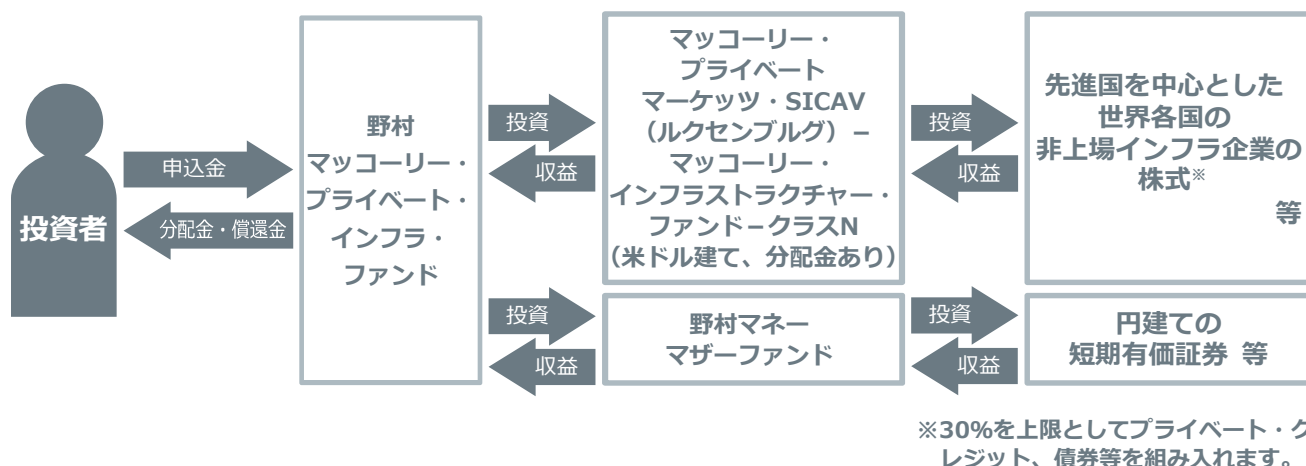 投資者
申込金
分配金・償還金
野村
マッコーリー・
プライベート・
インフラ・
ファンド
投資
収益
マッコーリー・
プライベート
マーケッツ・SICAV
（ルクセンブルグ）－
マッコーリー・
インフラストラクチャー・
ファンド－クラスN
（米ドル建て、分配金あり）
投資
収益
先進国を中心とした
世界各国の
非上場インフラ企業の
株式※
等
投資
収益
野村マネー
マザーファンド
投資
収益
円建ての
短期有価証券 等
※30%を上限としてプライベート・ク
レジット、債券等を組み入れます。